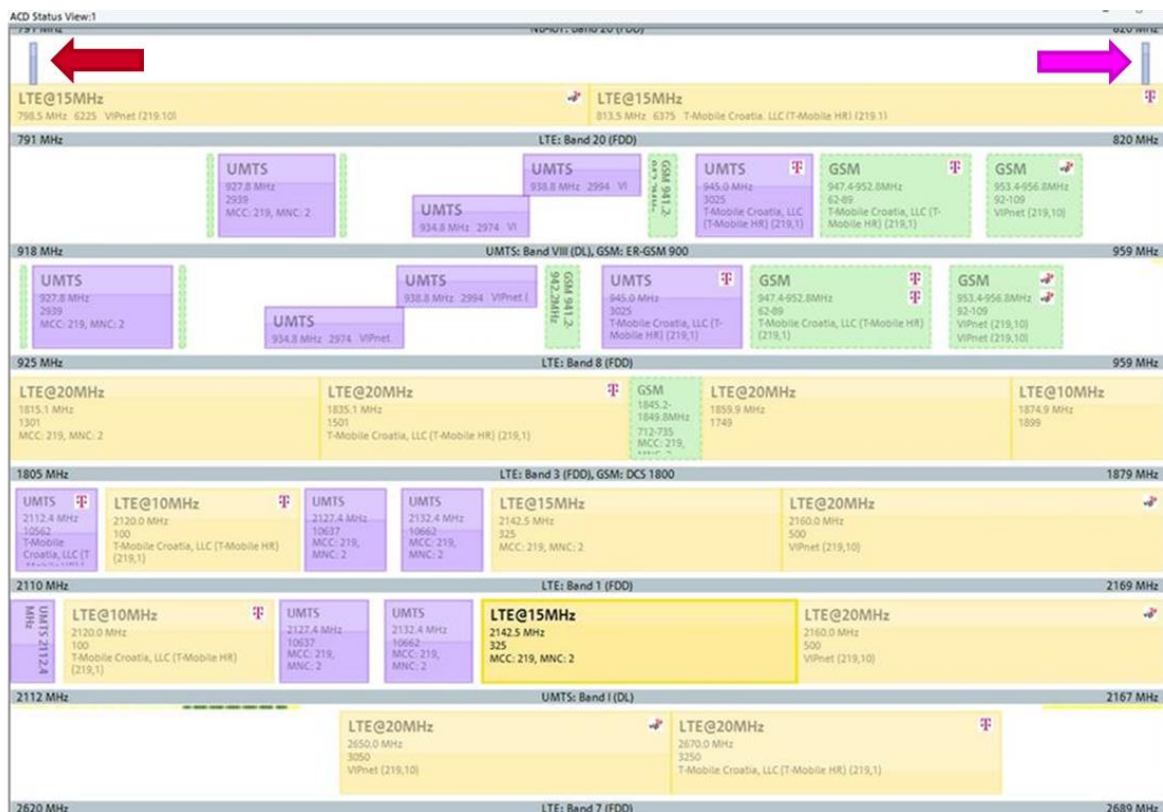 ACD Status View:1
791 MHz NB-IoT: Band 20 (FDD) 820 MHz
LTE@15MHz
798.5 MHz 6225 VIPnet (219.10)
LTE@15MHz
813.5 MHz 6375 T-Mobile Croatia, LLC (T-Mobile HR) (219.1)
791 MHz LTE: Band 20 (FDD) 820 MHz
UMTS
927.8 MHz
2939
MCC: 219, MNC: 2
UMTS
934.8 MHz 2974 VI
UMTS
938.8 MHz 2994 VI
GSM 941.2-
UMTS
945.0 MHz
3025
T-Mobile Croatia, LLC
(T-Mobile HR) (219,1)
GSM
947.4-952.8MHz
62-89
T-Mobile Croatia, LLC (T-
Mobile HR) (219,1)
GSM
953.4-956.8MHz
92-109
VIPnet (219,10)
918 MHz UMTS: Band VIII (DL), GSM: ER-GSM 900 959 MHz
UMTS
927.8 MHz
2939
MCC: 219, MNC: 2
UMTS
934.8 MHz 2974 VIPnet
UMTS
938.8 MHz 2994 VIPnet (
GSM 941.2-
942.2MHz
UMTS
945.0 MHz
3025
T-Mobile Croatia, LLC (T-
Mobile HR) (219,1)
GSM
947.4-952.8MHz
62-89
T-Mobile Croatia, LLC (T-Mobile HR)
(219,1)
GSM
953.4-956.8MHz
92-109
VIPnet (219,10)
VIPnet (219,10)
925 MHz LTE: Band 8 (FDD) 959 MHz
LTE@20MHz
1815.1 MHz
1301
MCC: 219, MNC: 2
LTE@20MHz
1835.1 MHz
1501
T-Mobile Croatia, LLC (T-Mobile HR) (219,1)
GSM
1845.2-
1849.8MHz
712-735
MCC: 219,
MNC: 2
LTE@20MHz
1859.9 MHz
1749
LTE@10MHz
1874.9 MHz
1899
1805 MHz LTE: Band 3 (FDD), GSM: DCS 1800 1879 MHz
UMTS
2112.4 MHz
10562
T-Mobile
Croatia, LLC (T
LTE@10MHz
2120.0 MHz
100
T-Mobile Croatia, LLC (T-Mobile HR)
(219,1)
UMTS
2127.4 MHz
10637
MCC: 219,
MNC: 2
UMTS
2132.4 MHz
10662
MCC: 219,
MNC: 2
LTE@15MHz
2142.5 MHz
325
MCC: 219, MNC: 2
LTE@20MHz
2160.0 MHz
500
VIPnet (219,10)
2110 MHz LTE: Band 1 (FDD) 2169 MHz
UMTS 2112.4
MHz
LTE@10MHz
2120.0 MHz
100
T-Mobile Croatia, LLC (T-Mobile HR)
(219,1)
UMTS
2127.4 MHz
10637
MCC: 219,
MNC: 2
UMTS
2132.4 MHz
10662
MCC: 219,
MNC: 2
LTE@15MHz
2142.5 MHz
325
MCC: 219, MNC: 2
LTE@20MHz
2160.0 MHz
500
VIPnet (219,10)
2112 MHz UMTS: Band I (DL) 2167 MHz
LTE@20MHz
2650.0 MHz
3050
VIPnet (219,10)
LTE@20MHz
2670.0 MHz
3250
T-Mobile Croatia, LLC (T-Mobile HR) (219,1)
2620 MHz LTE: Band 7 (FDD) 2689 MHz